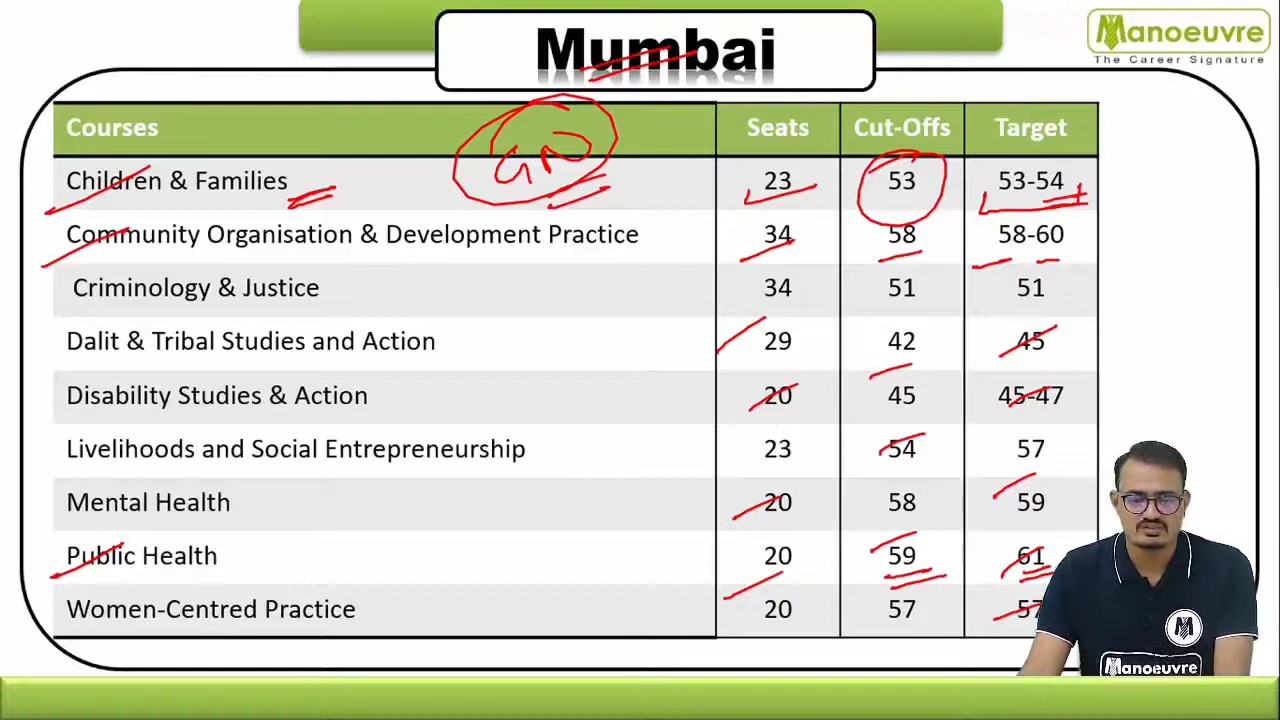 Mumbai
Manoeuvre
The Career Signature
Courses Seats Cut-Offs Target
GN
Children & Families 23 53 53-54
Community Organisation & Development Practice 34 58 58-60
Criminology & Justice 34 51 51
Dalit & Tribal Studies and Action 29 42 45
Disability Studies & Action 20 45 45-47
Livelihoods and Social Entrepreneurship 23 54 57
Mental Health 20 58 59
Public Health 20 59 61
Women-Centred Practice 20 57 57
M
Manoeuvre